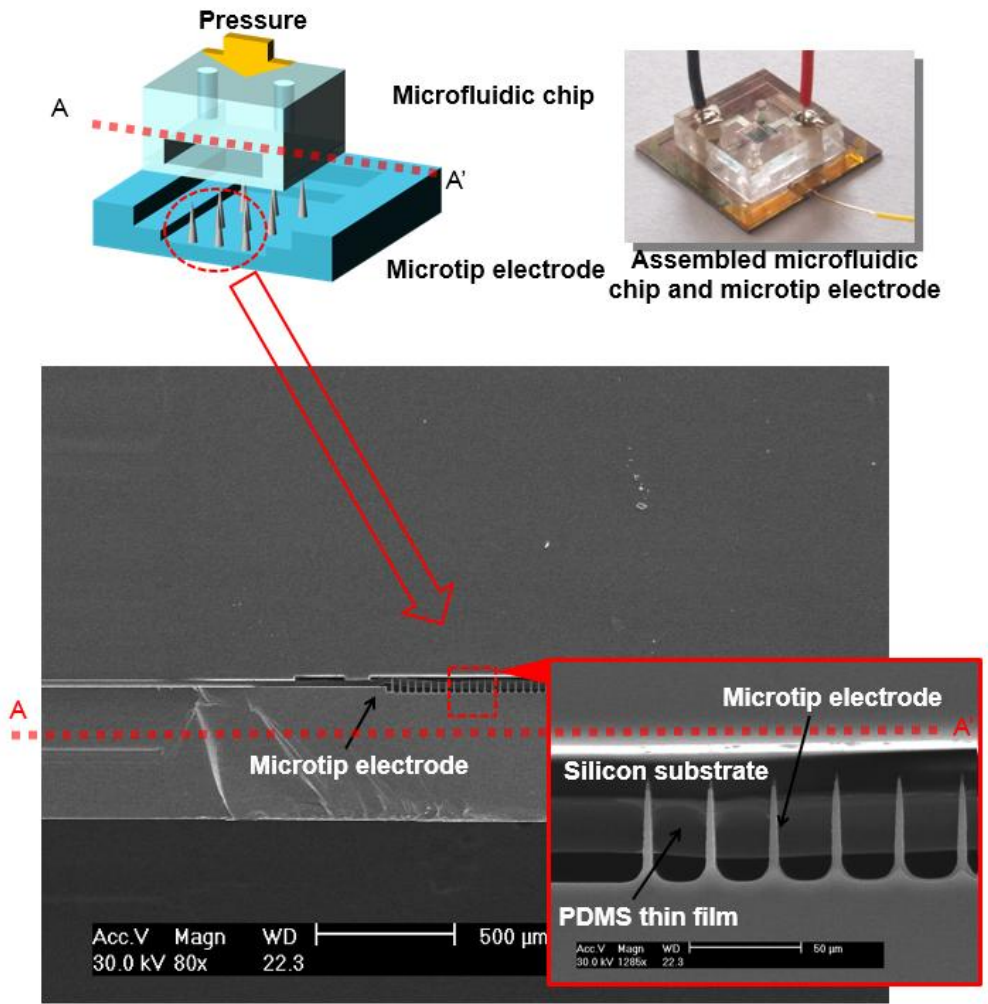 Pressure
A
Microfluidic chip
A'
Microtip electrode
Assembled microfluidic
chip and microtip electrode
A
Microtip electrode
Acc.V Magn WD 500 µm
30.0 kV 80x 22.3
Microtip electrode
A'
Silicon substrate
PDMS thin film
Acc.V Magn WD 50 µm
30.0 kV 1285x 22.3